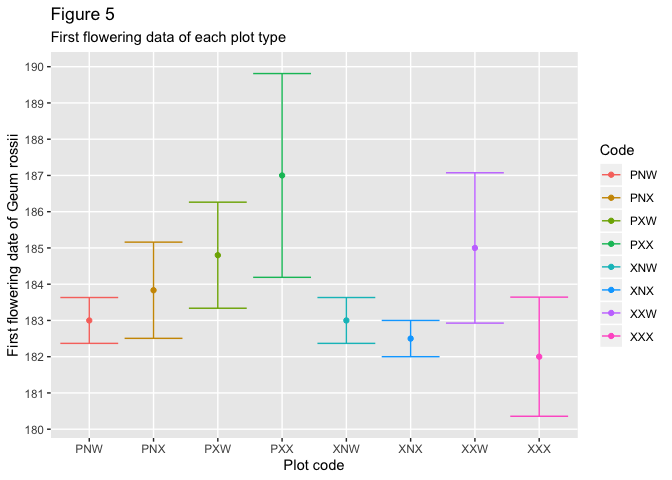 Figure 5
First flowering data of each plot type
First flowering date of Geum rossii
190
189
188
187
186
185
184
183
182
181
180
PNW PNX PXW PXX XNW XNX XXW XXX
Plot code
Code
PNW
PNX
PXW
PXX
XNW
XNX
XXW
XXX